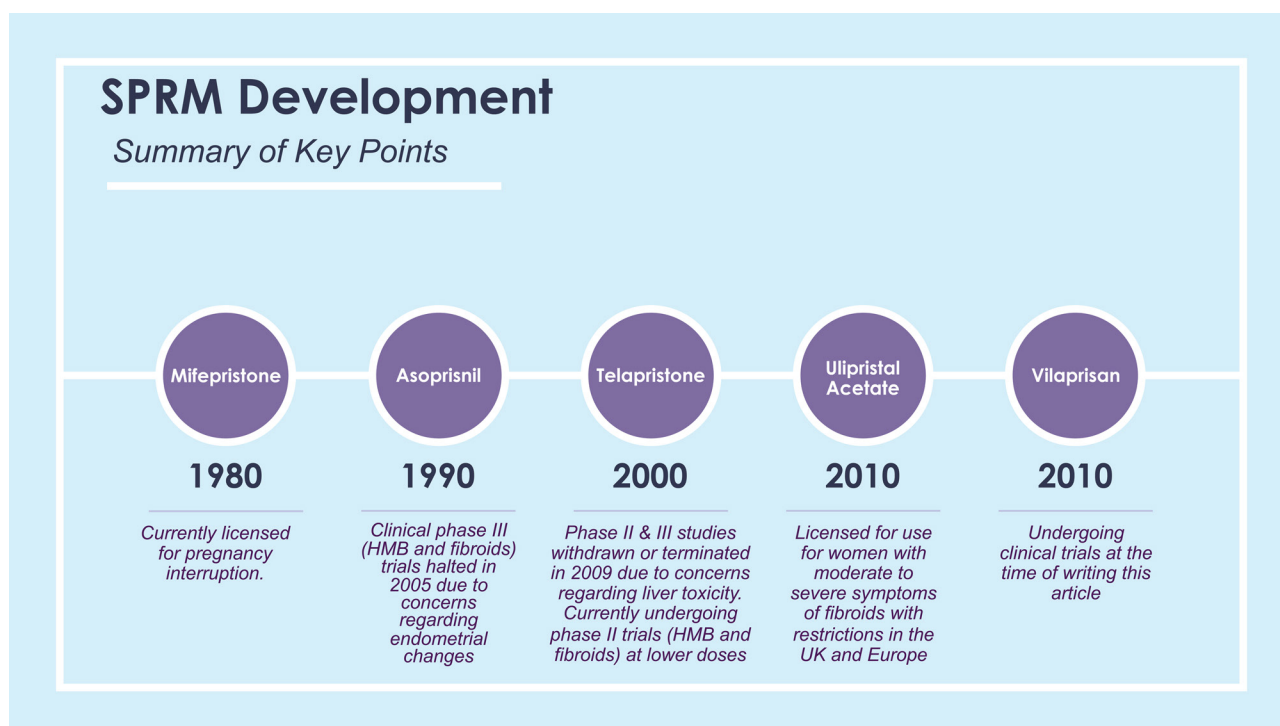 SPRM Development
Summary of Key Points
Mifepristone
Asoprisnil
Telapristone
Ulipristal
Acetate
Vilaprisan
1980
1990
2000
2010
2010
Currently licensed
for pregnancy
interruption.
Clinical phase III
(HMB and fibroids)
trials halted in
2005 due to
concerns
regarding
endometrial
changes
Phase II & III studies
withdrawn or terminated
in 2009 due to concerns
regarding liver toxicity.
Currently undergoing
phase II trials (HMB and
fibroids) at lower doses
Licensed for use
for women with
moderate to
severe symptoms
of fibroids with
restrictions in the
UK and Europe
Undergoing
clinical trials at the
time of writing this
article